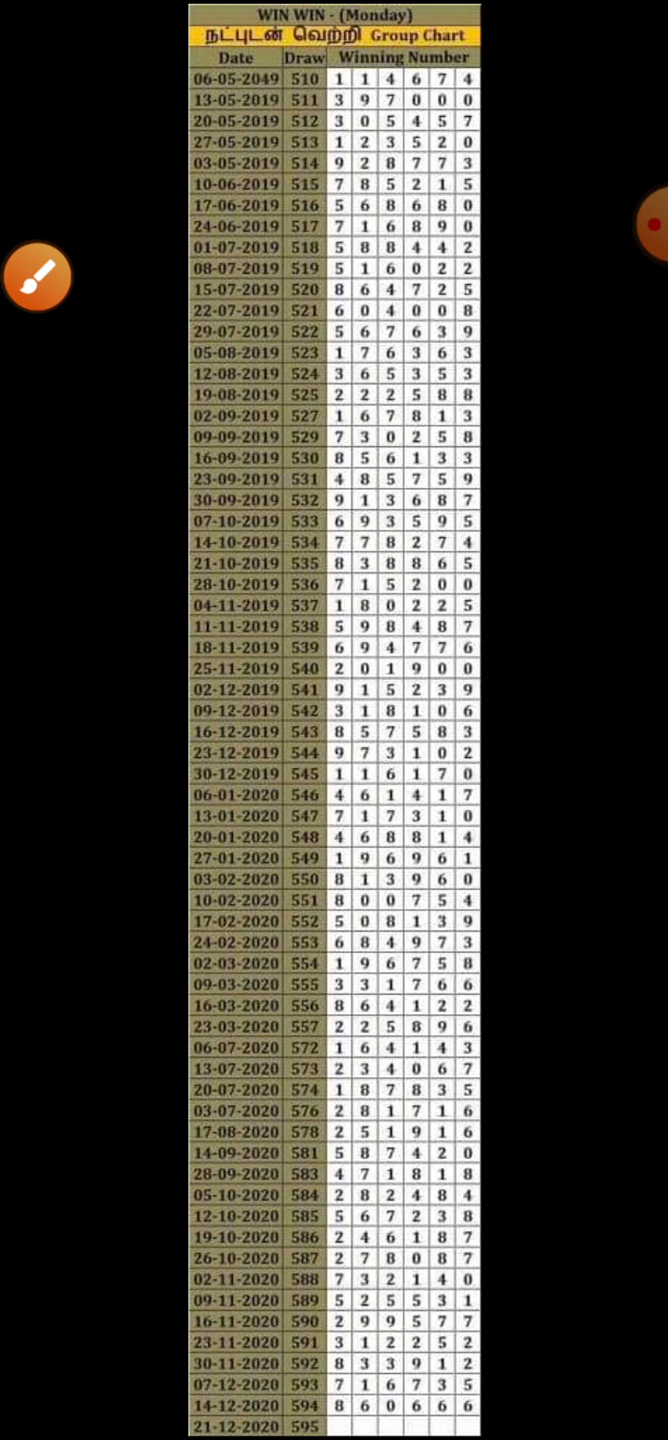 WIN WIN - (Monday)
நட்புடன் வெற்றி Group Chart
Date Draw Winning Number
06-05-2049 510 1 1 4 6 7 4
13-05-2019 511 3 9 7 0 0 0
20-05-2019 512 3 0 5 4 5 7
27-05-2019 513 1 2 3 5 2 0
03-05-2019 514 9 2 8 7 7 3
10-06-2019 515 7 8 5 2 1 5
17-06-2019 516 5 6 8 6 8 0
24-06-2019 517 7 1 6 8 9 0
01-07-2019 518 5 8 8 4 4 2
08-07-2019 519 5 1 6 0 2 2
15-07-2019 520 8 6 4 7 2 5
22-07-2019 521 6 0 4 0 0 8
29-07-2019 522 5 6 7 6 3 9
05-08-2019 523 1 7 6 3 6 3
12-08-2019 524 3 6 5 3 5 3
19-08-2019 525 2 2 2 5 8 8
02-09-2019 527 1 6 7 8 1 3
09-09-2019 529 7 3 0 2 5 8
16-09-2019 530 8 5 6 1 3 3
23-09-2019 531 4 8 5 7 5 9
30-09-2019 532 9 1 3 6 8 7
07-10-2019 533 6 9 3 5 9 5
14-10-2019 534 7 7 8 2 7 4
21-10-2019 535 8 3 8 8 6 5
28-10-2019 536 7 1 5 2 0 0
04-11-2019 537 1 8 0 2 2 5
11-11-2019 538 5 9 8 4 8 7
18-11-2019 539 6 9 4 7 7 6
25-11-2019 540 2 0 1 9 0 0
02-12-2019 541 9 1 5 2 3 9
09-12-2019 542 3 1 8 1 0 6
16-12-2019 543 8 5 7 5 8 3
23-12-2019 544 9 7 3 1 0 2
30-12-2019 545 1 1 6 1 7 0
06-01-2020 546 4 6 1 4 1 7
13-01-2020 547 7 1 7 3 1 0
20-01-2020 548 4 6 8 8 1 4
27-01-2020 549 1 9 6 9 6 1
03-02-2020 550 8 1 3 9 6 0
10-02-2020 551 8 0 0 7 5 4
17-02-2020 552 5 0 8 1 3 9
24-02-2020 553 6 8 4 9 7 3
02-03-2020 554 1 9 6 7 5 8
09-03-2020 555 3 3 1 7 6 6
16-03-2020 556 8 6 4 1 2 2
23-03-2020 557 2 2 5 8 9 6
06-07-2020 572 1 6 4 1 4 3
13-07-2020 573 2 3 4 0 6 7
20-07-2020 574 1 8 7 8 3 5
03-07-2020 576 2 8 1 7 1 6
17-08-2020 578 2 5 1 9 1 6
14-09-2020 581 5 8 7 4 2 0
28-09-2020 583 4 7 1 8 1 8
05-10-2020 584 2 8 2 4 8 4
12-10-2020 585 5 6 7 2 3 8
19-10-2020 586 2 4 6 1 8 7
26-10-2020 587 2 7 8 0 8 7
02-11-2020 588 7 3 2 1 4 0
09-11-2020 589 5 2 5 5 3 1
16-11-2020 590 2 9 9 5 7 7
23-11-2020 591 3 1 2 2 5 2
30-11-2020 592 8 3 3 9 1 2
07-12-2020 593 7 1 6 7 3 5
14-12-2020 594 8 6 0 6 6 6
21-12-2020 595